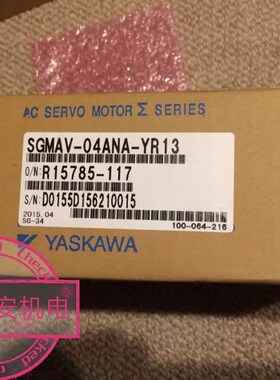 AC SERVO MOTOR Σ SERIES
SGMAV-04ANA-YR13
O/N: R15785-117
S/N: D0155D156210015
2015.04
SG-34
100-064-216
YASKAWA
安机电
checked